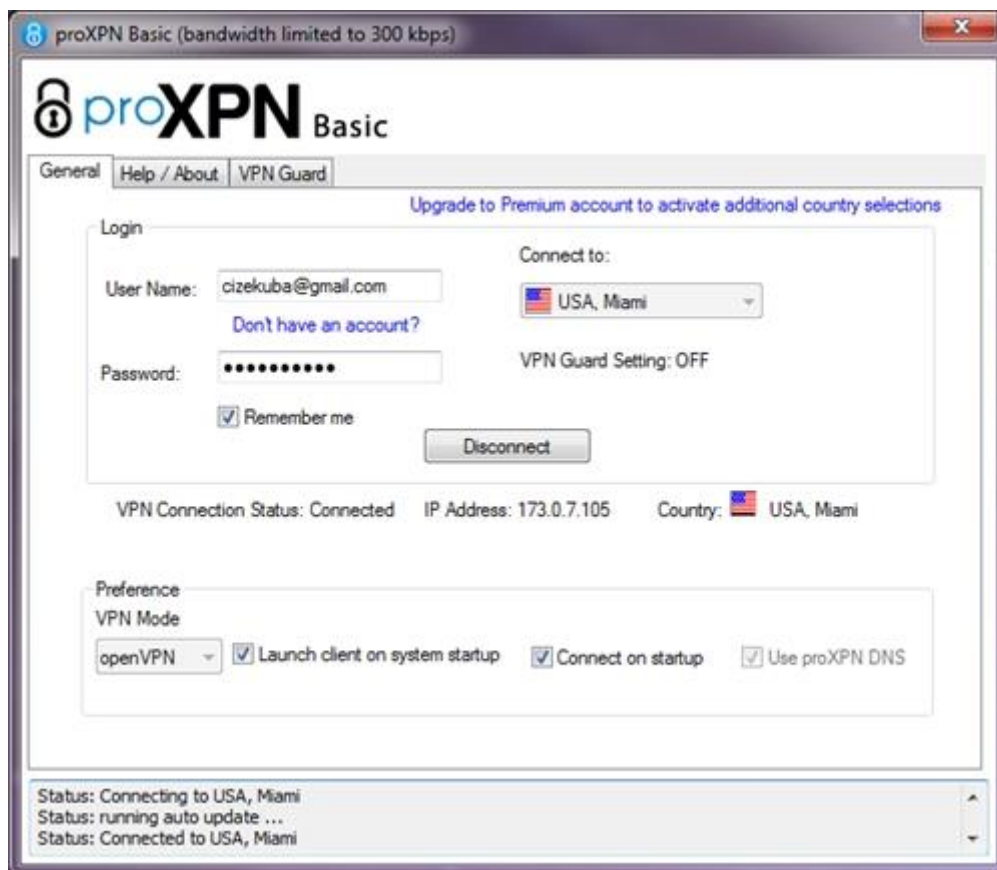 proXPN Basic (bandwidth limited to 300 kbps)
proXPN Basic
General Help / About VPN Guard
Upgrade to Premium account to activate additional country selections
Login
Connect to:
User Name: cizekuba@gmail.com
USA, Miami
Don't have an account?
VPN Guard Setting: OFF
Password: ••••••••••
Remember me
Disconnect
VPN Connection Status: Connected IP Address: 173.0.7.105 Country: USA, Miami
Preference
VPN Mode
openVPN Launch client on system startup Connect on startup Use proXPN DNS
Status: Connecting to USA, Miami
Status: running auto update ...
Status: Connected to USA, Miami